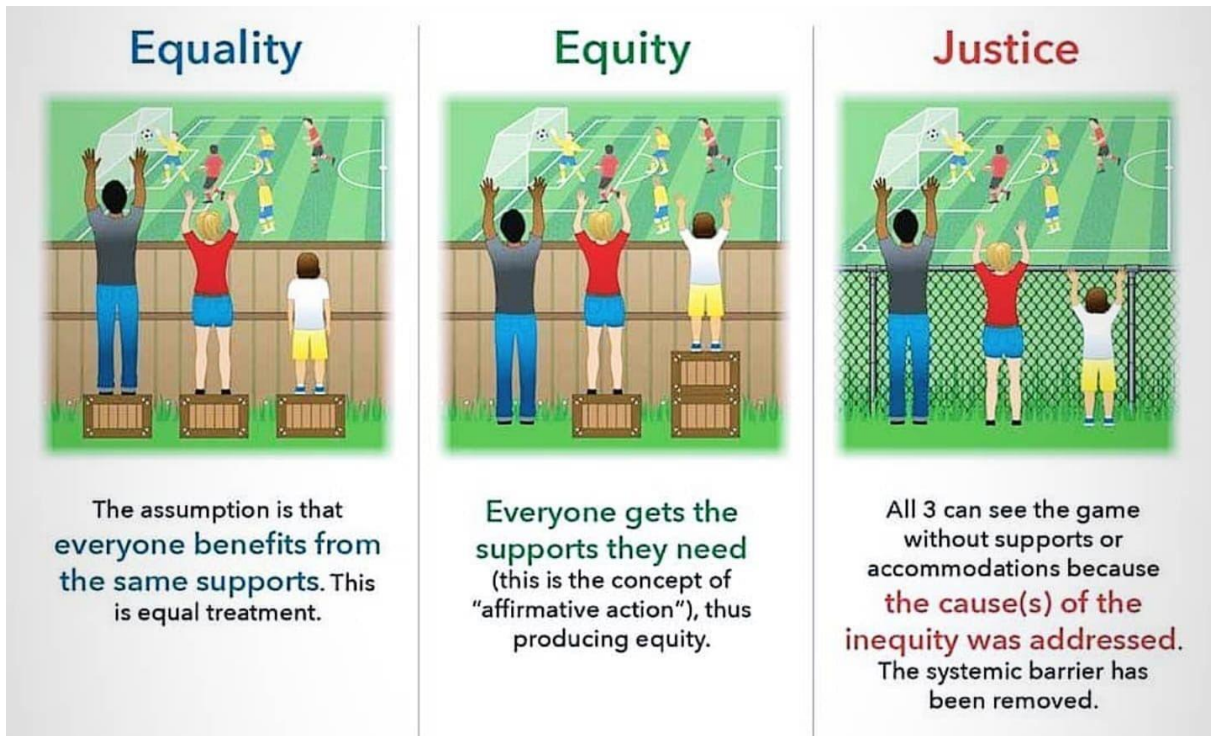 Equality
The assumption is that
everyone benefits from
the same supports. This
is equal treatment.
Equity
Everyone gets the
supports they need
(this is the concept of
“affirmative action”), thus
producing equity.
Justice
All 3 can see the game
without supports or
accommodations because
the cause(s) of the
inequity was addressed.
The systemic barrier has
been removed.